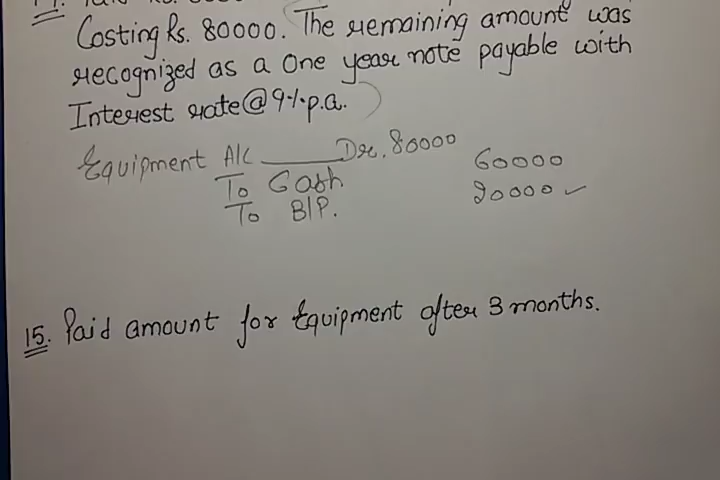 Costing Rs. 80000. The remaining amount was
recognized as a One year note payable with
Interest rate@9%p.a.
Equipment A/C ____ Dr. 80000
To Cash 60000
To B/P. 20000 ✓
15. Paid amount for Equipment after 3 months.